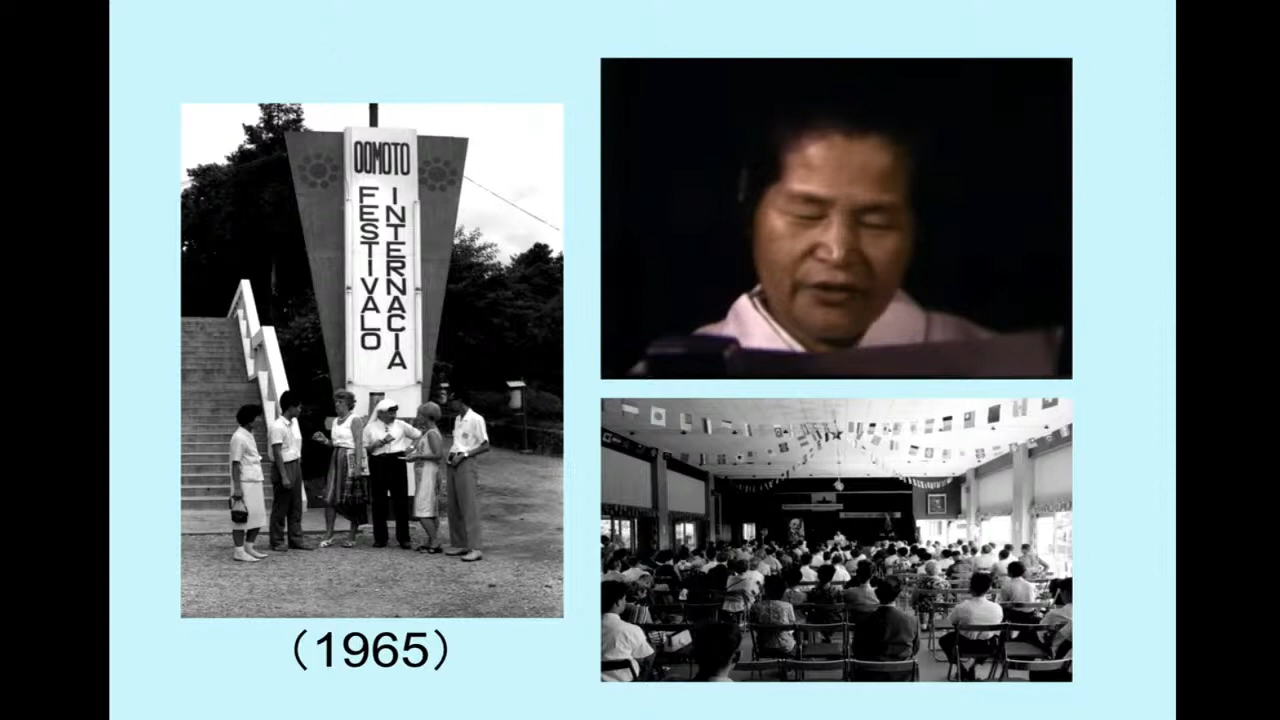 OOMOTO
FESTIVALO
INTERNACIA
（1965）